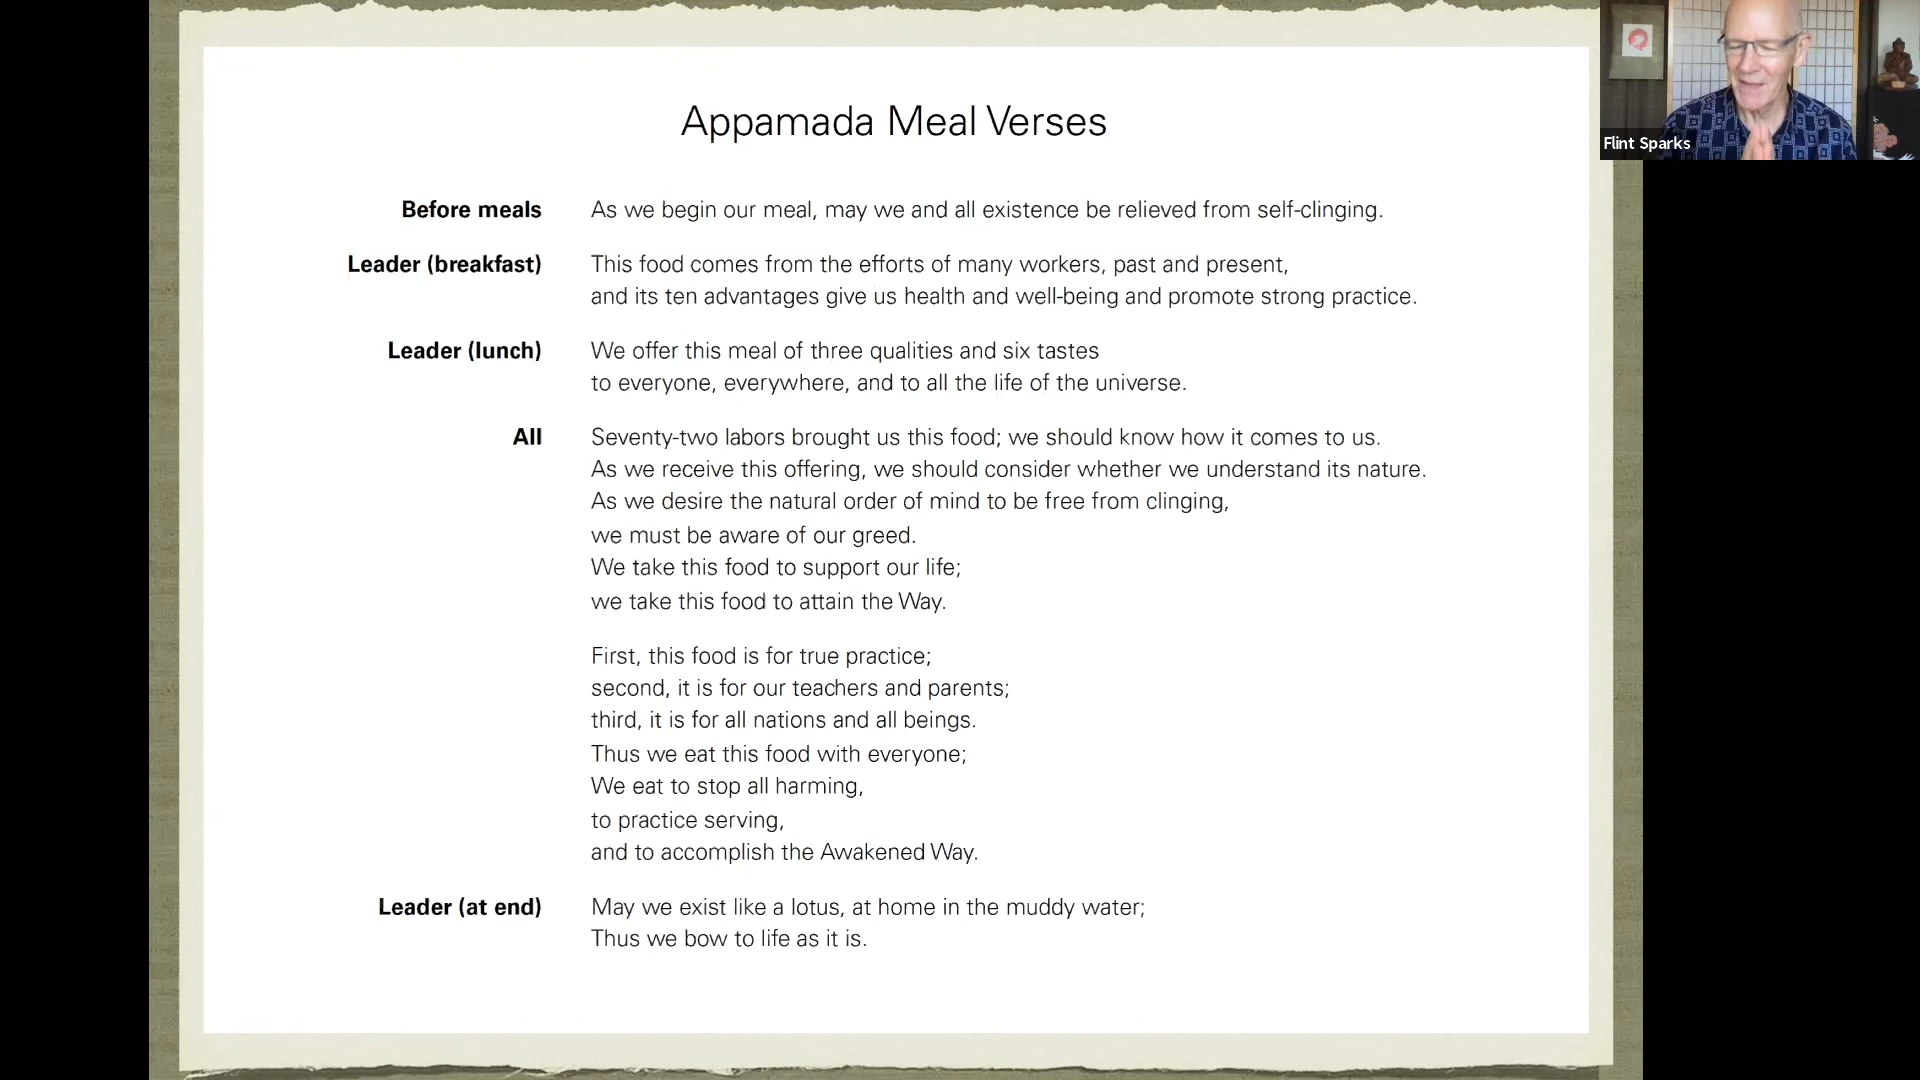 Appamada Meal Verses
Flint Sparks
Before meals As we begin our meal, may we and all existence be relieved from self-clinging.
Leader (breakfast) This food comes from the efforts of many workers, past and present,
and its ten advantages give us health and well-being and promote strong practice.
Leader (lunch) We offer this meal of three qualities and six tastes
to everyone, everywhere, and to all the life of the universe.
All Seventy-two labors brought us this food; we should know how it comes to us.
As we receive this offering, we should consider whether we understand its nature.
As we desire the natural order of mind to be free from clinging,
we must be aware of our greed.
We take this food to support our life;
we take this food to attain the Way.
First, this food is for true practice;
second, it is for our teachers and parents;
third, it is for all nations and all beings.
Thus we eat this food with everyone;
We eat to stop all harming,
to practice serving,
and to accomplish the Awakened Way.
Leader (at end) May we exist like a lotus, at home in the muddy water;
Thus we bow to life as it is.